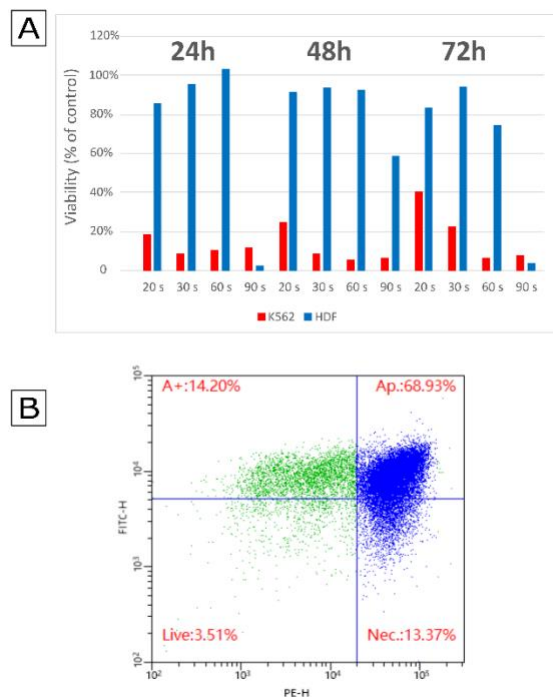 A
120%
24h 48h 72h
100%
80%
60%
40%
20%
0
Viability (% of control)
20 s 30 s 60 s 90 s 20 s 30 s 60 s 90 s 20 s 30 s 60 s 90 s
K562 HDF
B
10⁵
A+:14.20% Ap.:68.93%
10⁴
FITC-H
10³
Live:3.51% Nec.:13.37%
10²
10² 10³ 10⁴ 10⁵
PE-H